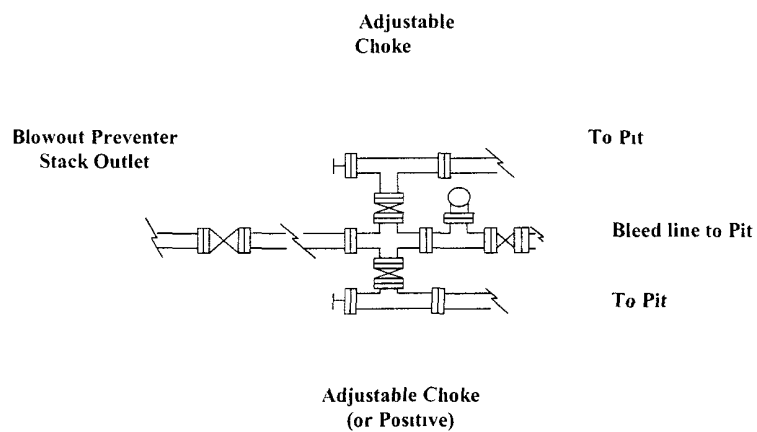 Adjustable
Choke
Blowout Preventer
Stack Outlet
To Pit
Bleed line to Pit
To Pit
Adjustable Choke
(or Positive)